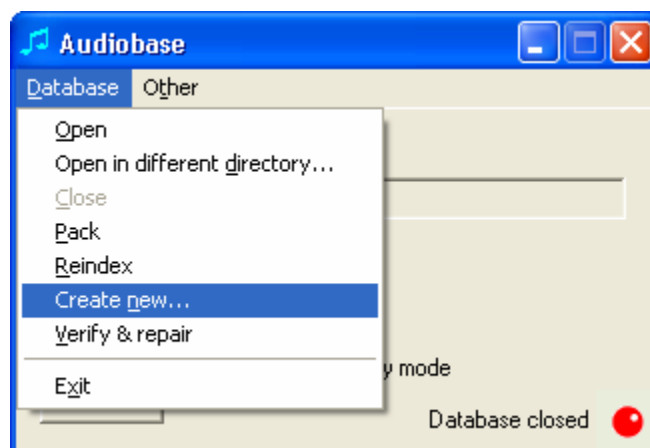 Audiobase
Database Other
Open
Open in different directory...
Close
Pack
Reindex
Create new...
Verify & repair
Exit
y mode
Database closed